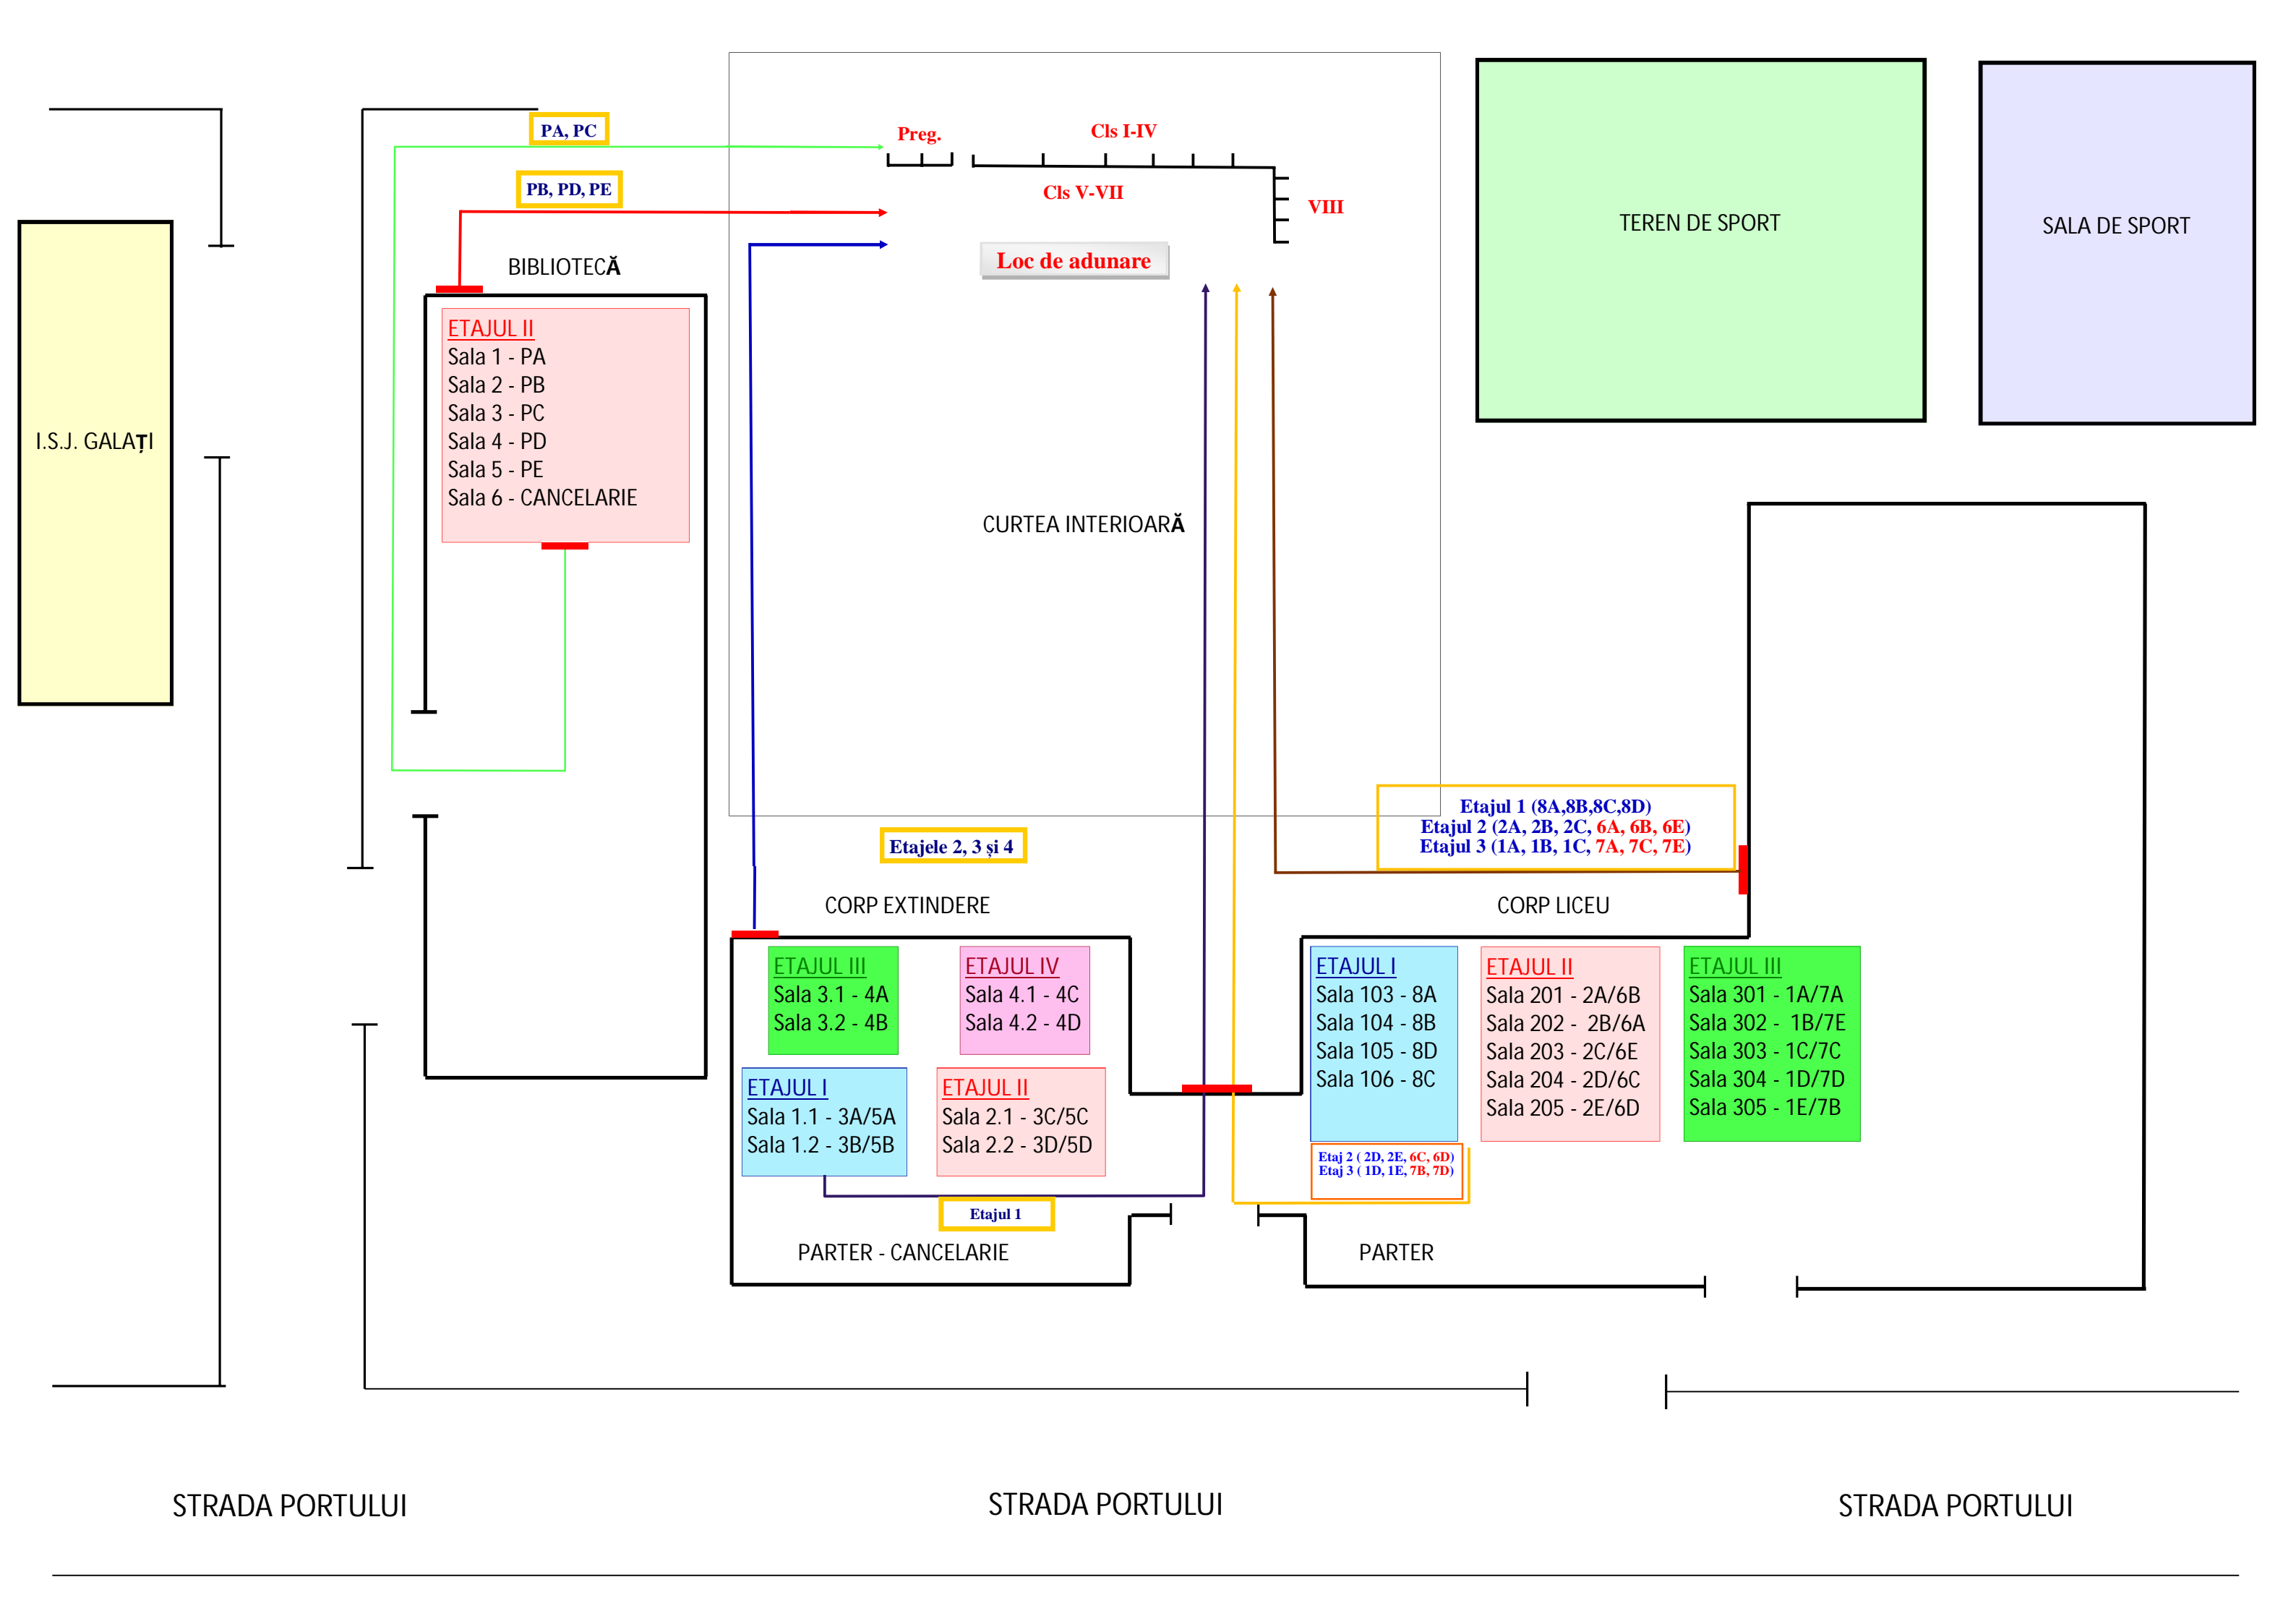 PA, PC
Preg.
Cls I-IV
PB, PD, PE
Cls V-VII
VIII
TEREN DE SPORT
SALA DE SPORT
BIBLIOTECĂ
Loc de adunare
ETAJUL II
Sala 1 - PA
Sala 2 - PB
Sala 3 - PC
Sala 4 - PD
Sala 5 - PE
Sala 6 - CANCELARIE
I.S.J. GALAȚI
CURTEA INTERIOARĂ
Etajele 2, 3 și 4
Etajul 1 (8A,8B,8C,8D)
Etajul 2 (2A, 2B, 2C, 6A, 6B, 6E)
Etajul 3 (1A, 1B, 1C, 7A, 7C, 7E)
CORP EXTINDERE
CORP LICEU
ETAJUL III
Sala 3.1 - 4A
Sala 3.2 - 4B
ETAJUL IV
Sala 4.1 - 4C
Sala 4.2 - 4D
ETAJUL I
Sala 1.1 - 3A/5A
Sala 1.2 - 3B/5B
ETAJUL II
Sala 2.1 - 3C/5C
Sala 2.2 - 3D/5D
ETAJUL I
Sala 103 - 8A
Sala 104 - 8B
Sala 105 - 8D
Sala 106 - 8C
ETAJUL II
Sala 201 - 2A/6B
Sala 202 - 2B/6A
Sala 203 - 2C/6E
Sala 204 - 2D/6C
Sala 205 - 2E/6D
ETAJUL III
Sala 301 - 1A/7A
Sala 302 - 1B/7E
Sala 303 - 1C/7C
Sala 304 - 1D/7D
Sala 305 - 1E/7B
Etaj 2 ( 2D, 2E, 6C, 6D)
Etaj 3 ( 1D, 1E, 7B, 7D)
Etajul 1
PARTER - CANCELARIE
PARTER
STRADA PORTULUI
STRADA PORTULUI
STRADA PORTULUI